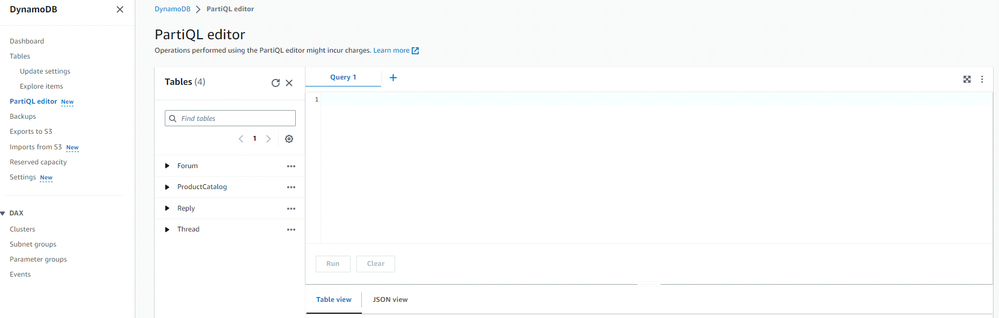 DynamoDB
Dashboard
Tables
Update settings
Explore items
PartiQL editor New
Backups
Exports to S3
Imports from S3 New
Reserved capacity
Settings New
DAX
Clusters
Subnet groups
Parameter groups
Events
DynamoDB PartiQL editor
PartiQL editor
Operations performed using the PartiQL editor might incur charges. Learn more
Tables (4)
Find tables
1
Forum
ProductCatalog
Reply
Thread
Query 1
1
Run Clear
Table view JSON view